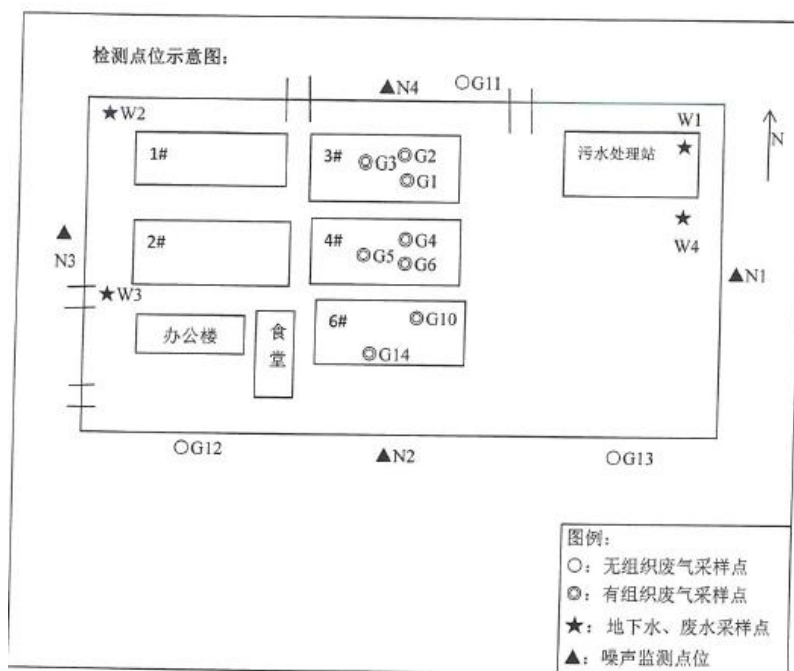 检测点位示意图：
▲N4 ○G11
★W2
W1
N
1#
3#
◎G3 ◎G2
◎G1
污水处理站
★
▲
N3
2#
4#
◎G4
◎G5 ◎G6
★
W4
★W3
▲N1
办公楼
食堂
6#
◎G10
◎G14
○G12
▲N2
○G13
图例：
○：无组织废气采样点
◎：有组织废气采样点
★：地下水、废水采样点
▲：噪声监测点位